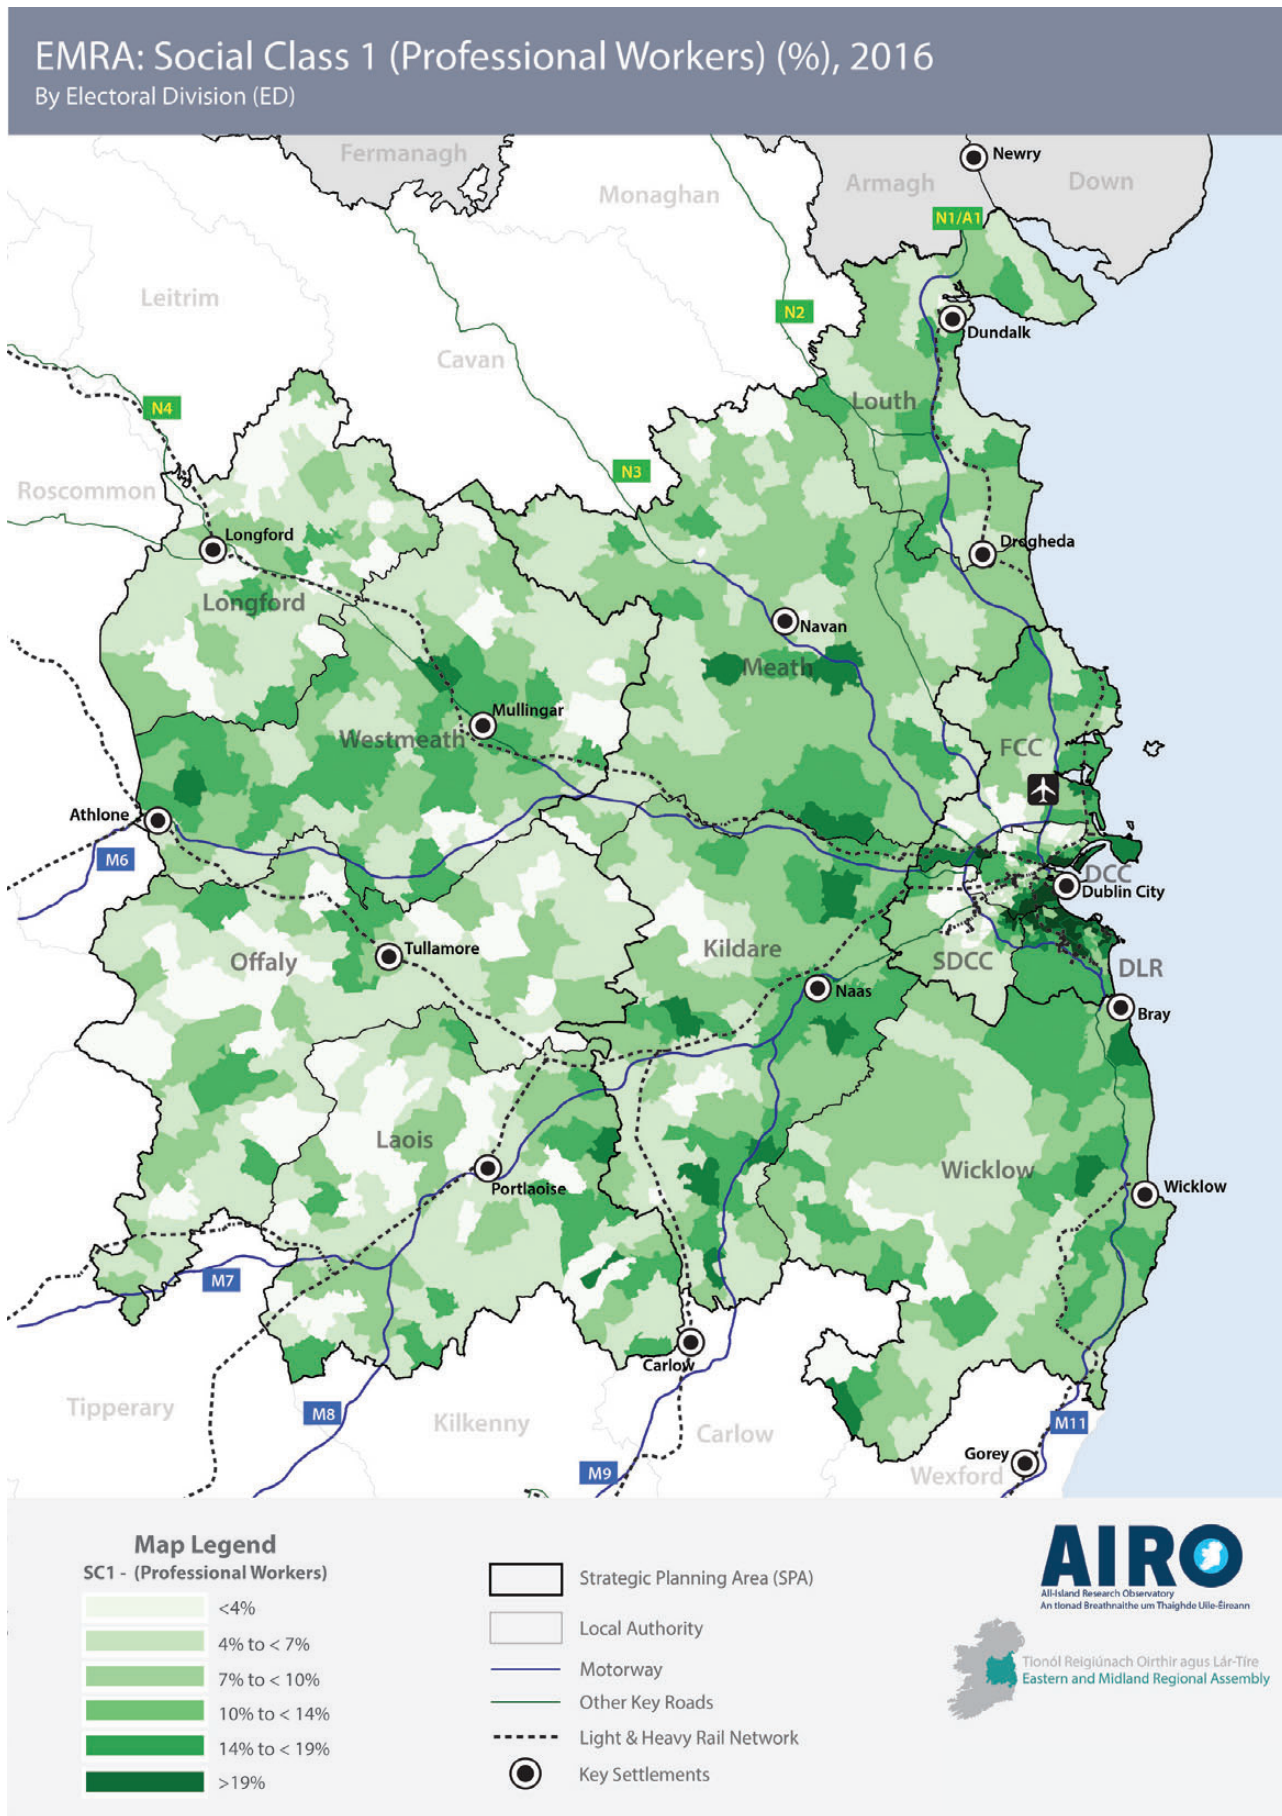 EMRA: Social Class 1 (Professional Workers) (%), 2016
By Electoral Division (ED)
Fermanagh
Monaghan
Armagh
Newry
Down
N1/A1
Leitrim
N2
Dundalk
Cavan
N4
Louth
Roscommon
N3
Longford
Drogheda
Longford
Navan
Meath
Mullingar
Westmeath
FCC
Athlone
M6
DCC
Dublin City
Tullamore
Offaly
Kildare
SDCC
DLR
Naas
Bray
Laois
Wicklow
Portlaoise
Wicklow
M7
Carlow
Tipperary
M8
Kilkenny
Carlow
M11
M9
Gorey
Wexford
Map Legend
SC1 - (Professional Workers)
<4%
4% to < 7%
7% to < 10%
10% to < 14%
14% to < 19%
>19%
Strategic Planning Area (SPA)
Local Authority
Motorway
Other Key Roads
Light & Heavy Rail Network
Key Settlements
AIRO
All-Island Research Observatory
An tIonad Breathnaithe um Thaighde Uile-Éireann
Tionól Reigiúnach Oirthir agus Lár-Tíre
Eastern and Midland Regional Assembly